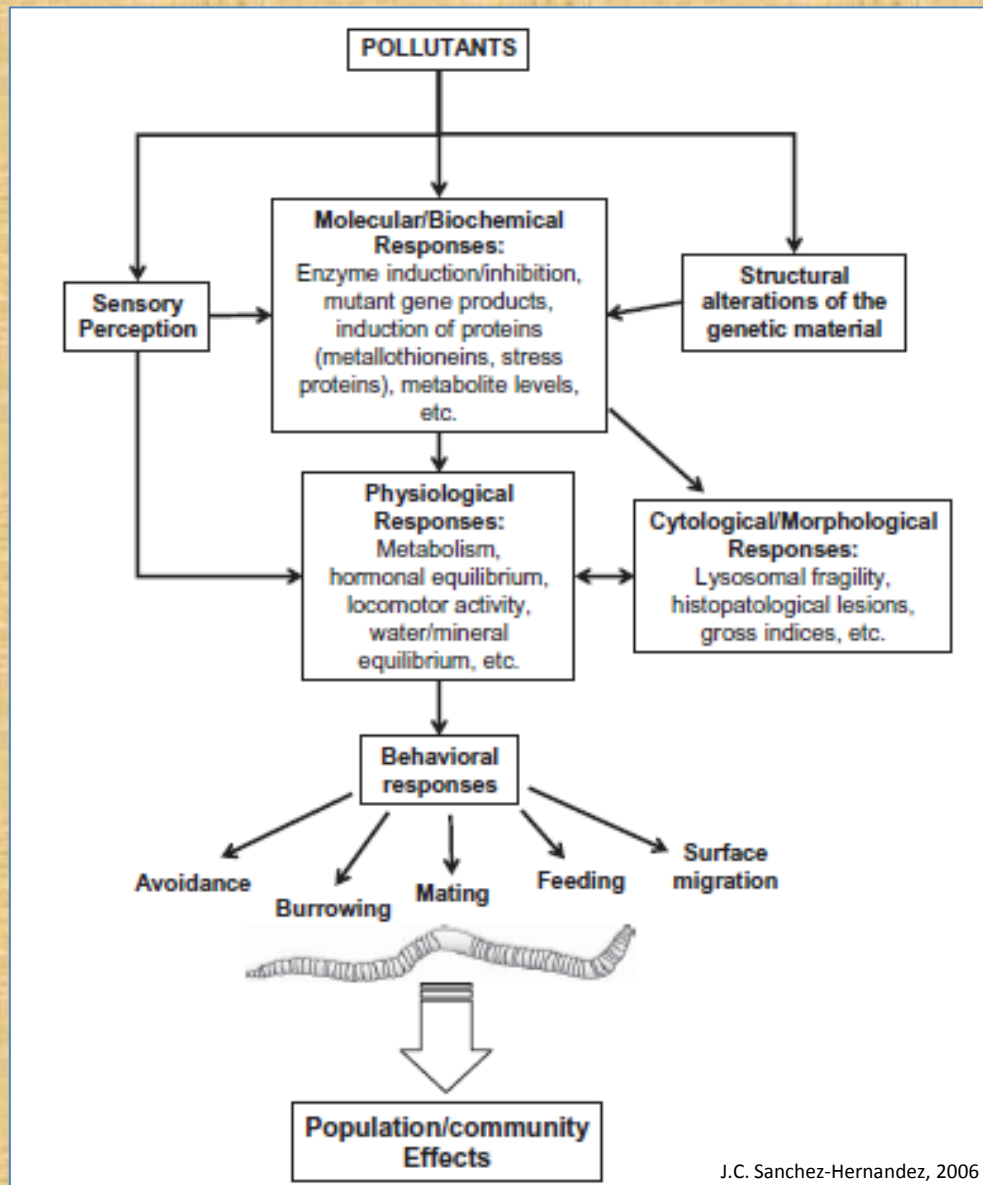 POLLUTANTS
Molecular/Biochemical
Responses:
Enzyme induction/inhibition,
mutant gene products,
induction of proteins
(metallothioneins, stress
proteins), metabolite levels,
etc.
Sensory
Perception
Structural
alterations of the
genetic material
Physiological
Responses:
Metabolism,
hormonal equilibrium,
locomotor activity,
water/mineral
equilibrium, etc.
Cytological/Morphological
Responses:
Lysosomal fragility,
histopatological lesions,
gross indices, etc.
Behavioral
responses
Avoidance
Burrowing
Mating
Feeding
Surface
migration
Population/community
Effects
J.C. Sanchez-Hernandez, 2006